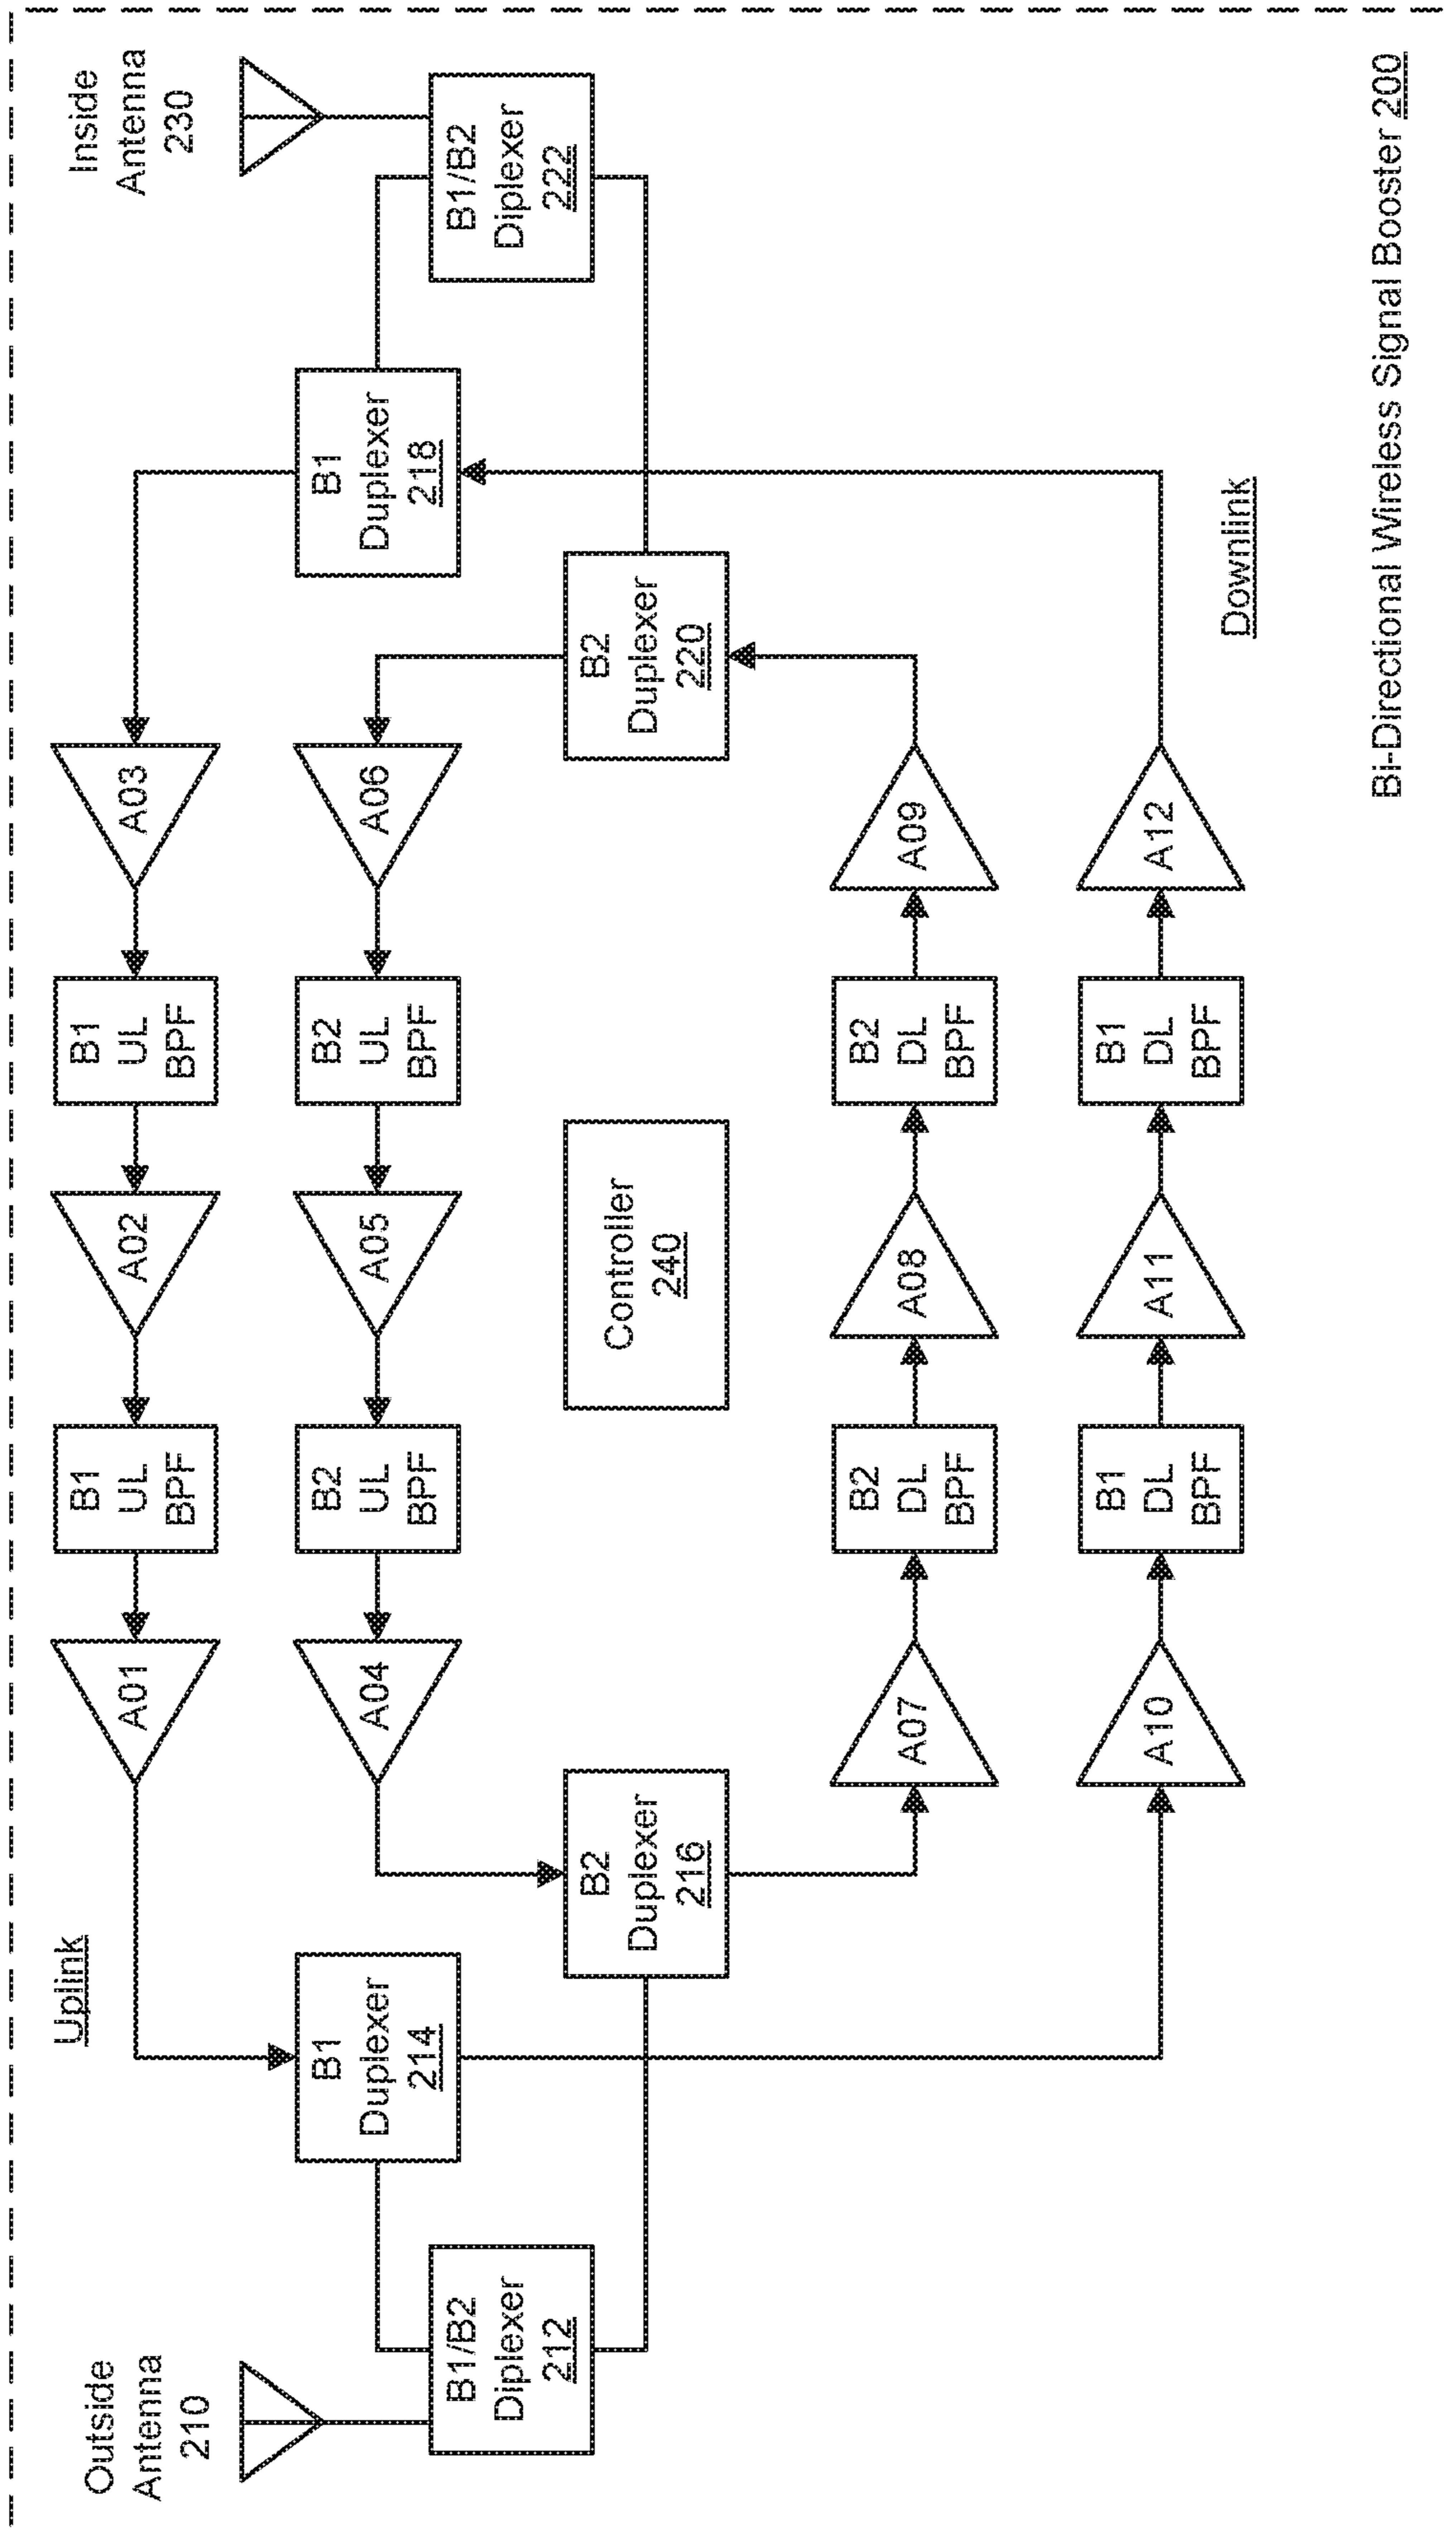 Outside
Antenna
210
Inside
Antenna
230
Uplink
A01
B1
UL
BPF
A02
B1
UL
BPF
A03
B1
Duplexer
214
B1
Duplexer
218
A04
B2
UL
BPF
A05
B2
UL
BPF
A06
B1/B2
Diplexer
212
B1/B2
Diplexer
222
B2
Duplexer
216
Controller
240
B2
Duplexer
220
A07
B2
DL
BPF
A08
B2
DL
BPF
A09
A10
B1
DL
BPF
A11
B1
DL
BPF
A12
Downlink
Bi-Directional Wireless Signal Booster 200